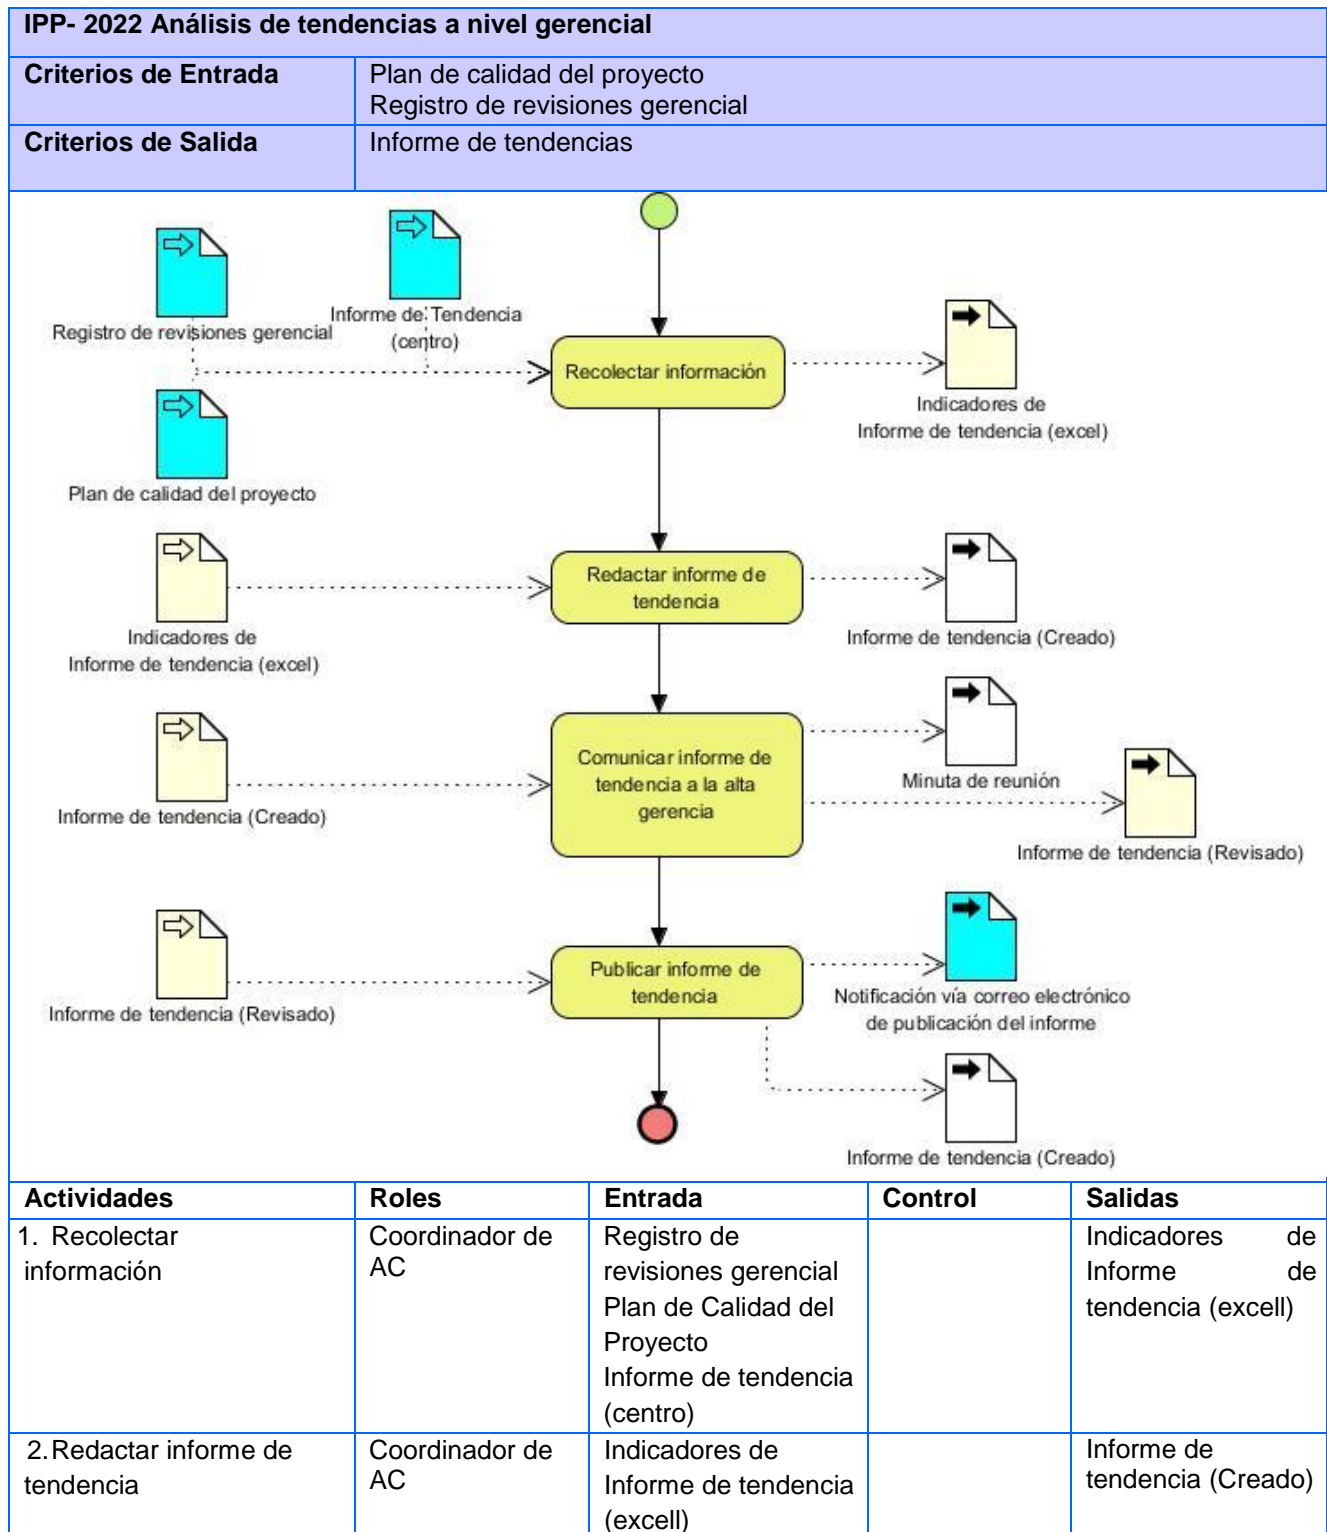 IPP- 2022 Análisis de tendencias a nivel gerencial
Criterios de Entrada
Plan de calidad del proyecto
Registro de revisiones gerencial
Criterios de Salida
Informe de tendencias
Registro de revisiones gerencial
Informe de Tendencia
(centro)
Recolectar información
Indicadores de
Informe de tendencia (excel)
Plan de calidad del proyecto
Indicadores de
Informe de tendencia (excel)
Redactar informe de
tendencia
Informe de tendencia (Creado)
Informe de tendencia (Creado)
Comunicar informe de
tendencia a la alta
gerencia
Minuta de reunión
Informe de tendencia (Revisado)
Informe de tendencia (Revisado)
Publicar informe de
tendencia
Notificación vía correo electrónico
de publicación del informe
Informe de tendencia (Creado)
Actividades
Roles
Entrada
Control
Salidas
1. Recolectar
información
Coordinador de
AC
Registro de
revisiones gerencial
Plan de Calidad del
Proyecto
Informe de tendencia
(centro)
Indicadores de
Informe de
tendencia (excell)
2.Redactar informe de
tendencia
Coordinador de
AC
Indicadores de
Informe de tendencia
(excell)
Informe de
tendencia (Creado)